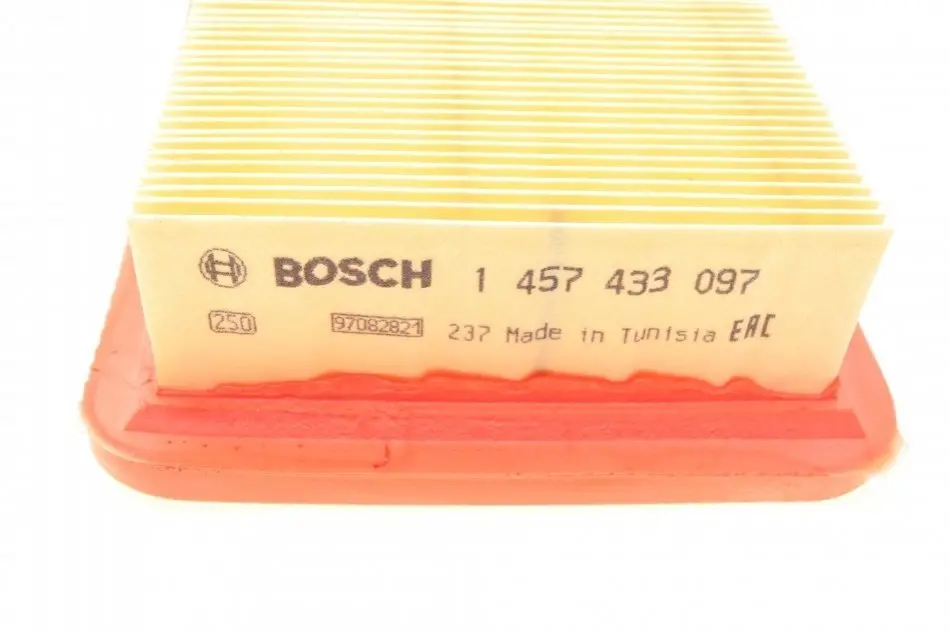 BOSCH 1 457 433 097
250 97082821 237 Made in Tunisia EAC